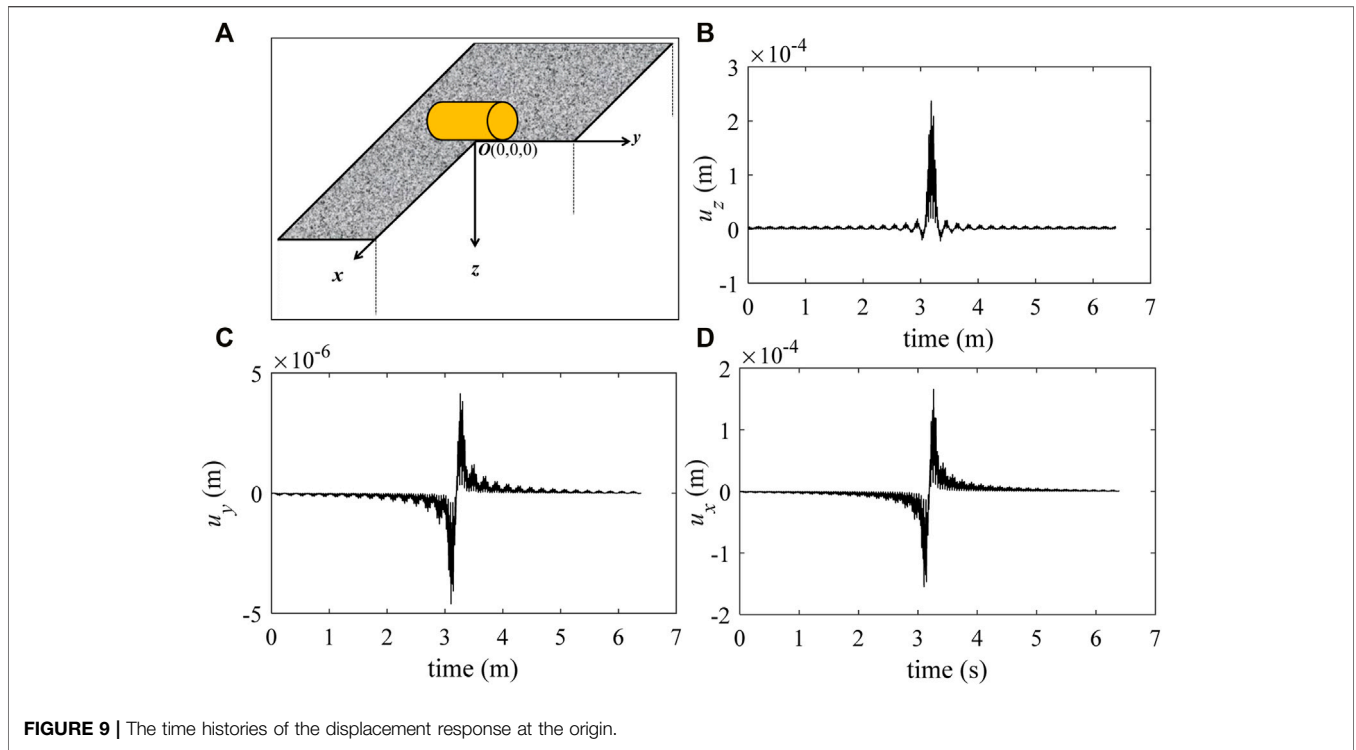 A
O(0,0,0)
y
x
z
B
×10-4
3
2
1
0
-1
uz (m)
0 1 2 3 4 5 6 7
time (m)
C
×10-6
5
0
-5
uy (m)
0 1 2 3 4 5 6 7
time (m)
D
×10-4
2
1
0
-1
-2
ux (m)
0 1 2 3 4 5 6 7
time (s)
FIGURE 9 | The time histories of the displacement response at the origin.